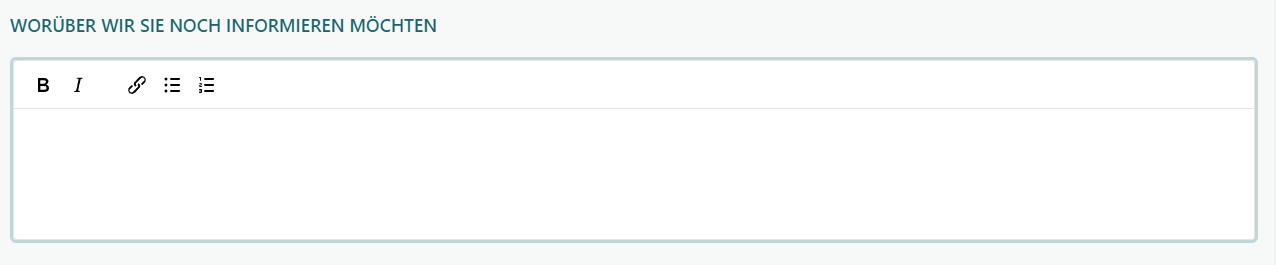 WORÜBER WIR SIE NOCH INFORMIEREN MÖCHTEN
B I